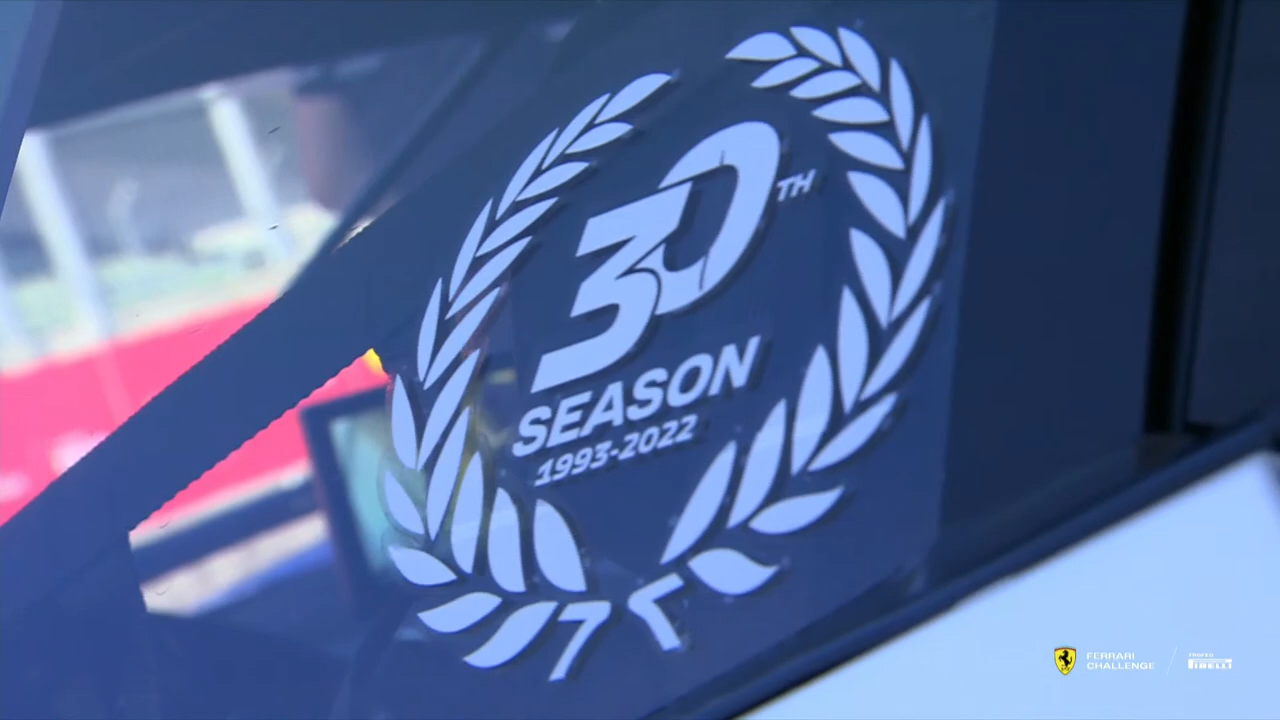 30TH
SEASON
1993-2022
FERRARI
CHALLENGE
TROFEO
PIRELLI